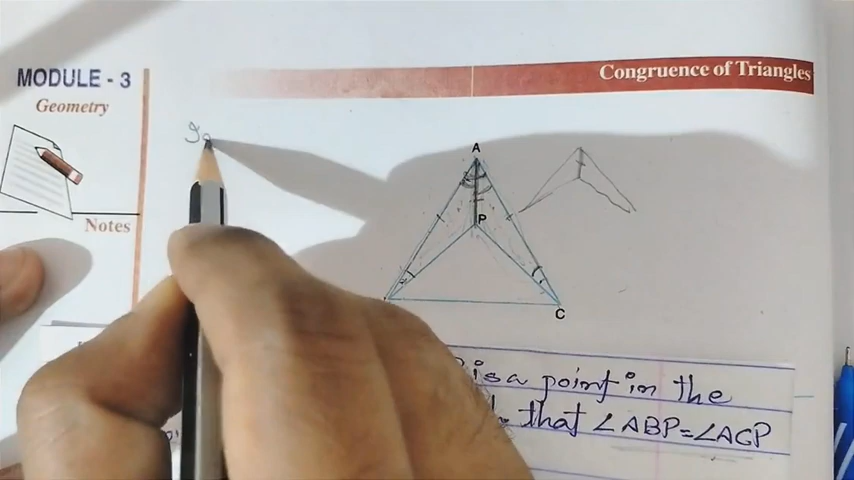 MODULE - 3
Congruence of Triangles
Geometry
A
P
Notes
C
is a point in the
that ∠ABP=∠ACP